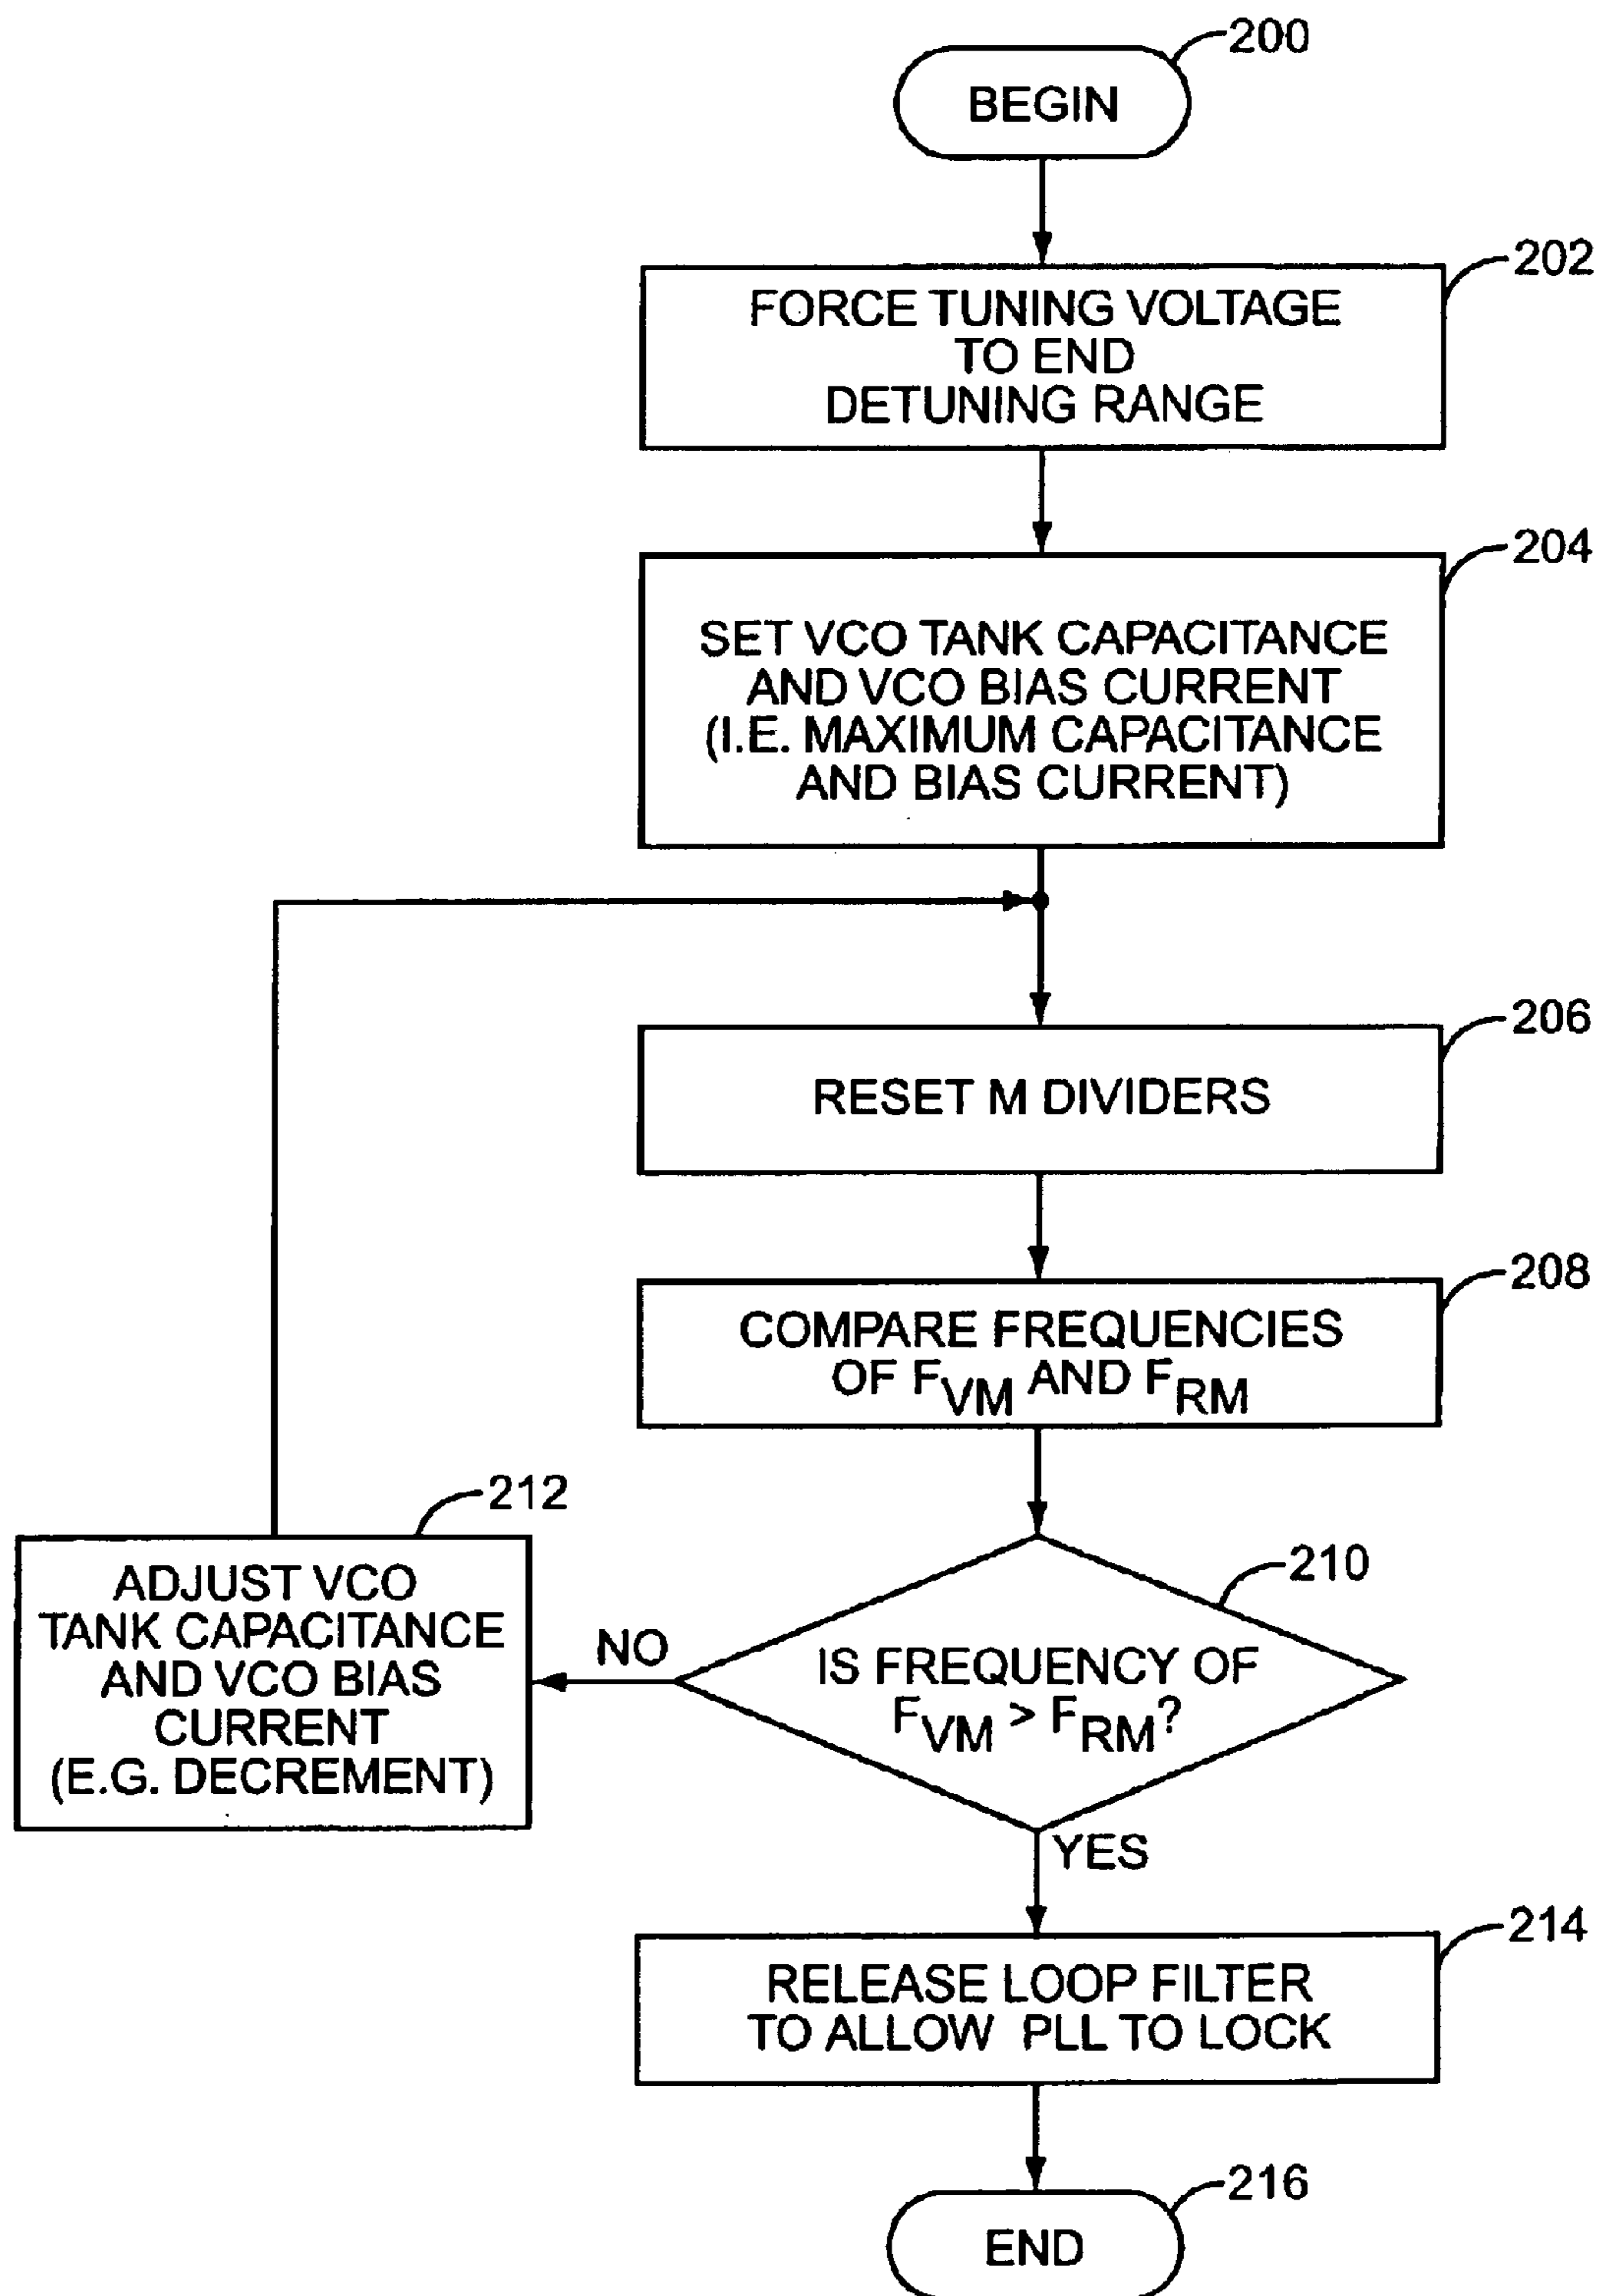 200
BEGIN
202
FORCE TUNING VOLTAGE
TO END
DETUNING RANGE
204
SET VCO TANK CAPACITANCE
AND VCO BIAS CURRENT
(I.E. MAXIMUM CAPACITANCE
AND BIAS CURRENT)
206
RESET M DIVIDERS
208
COMPARE FREQUENCIES
OF FVM AND FRM
210
IS FREQUENCY OF
FVM > FRM?
NO
212
ADJUST VCO
TANK CAPACITANCE
AND VCO BIAS
CURRENT
(E.G. DECREMENT)
YES
214
RELEASE LOOP FILTER
TO ALLOW PLL TO LOCK
216
END